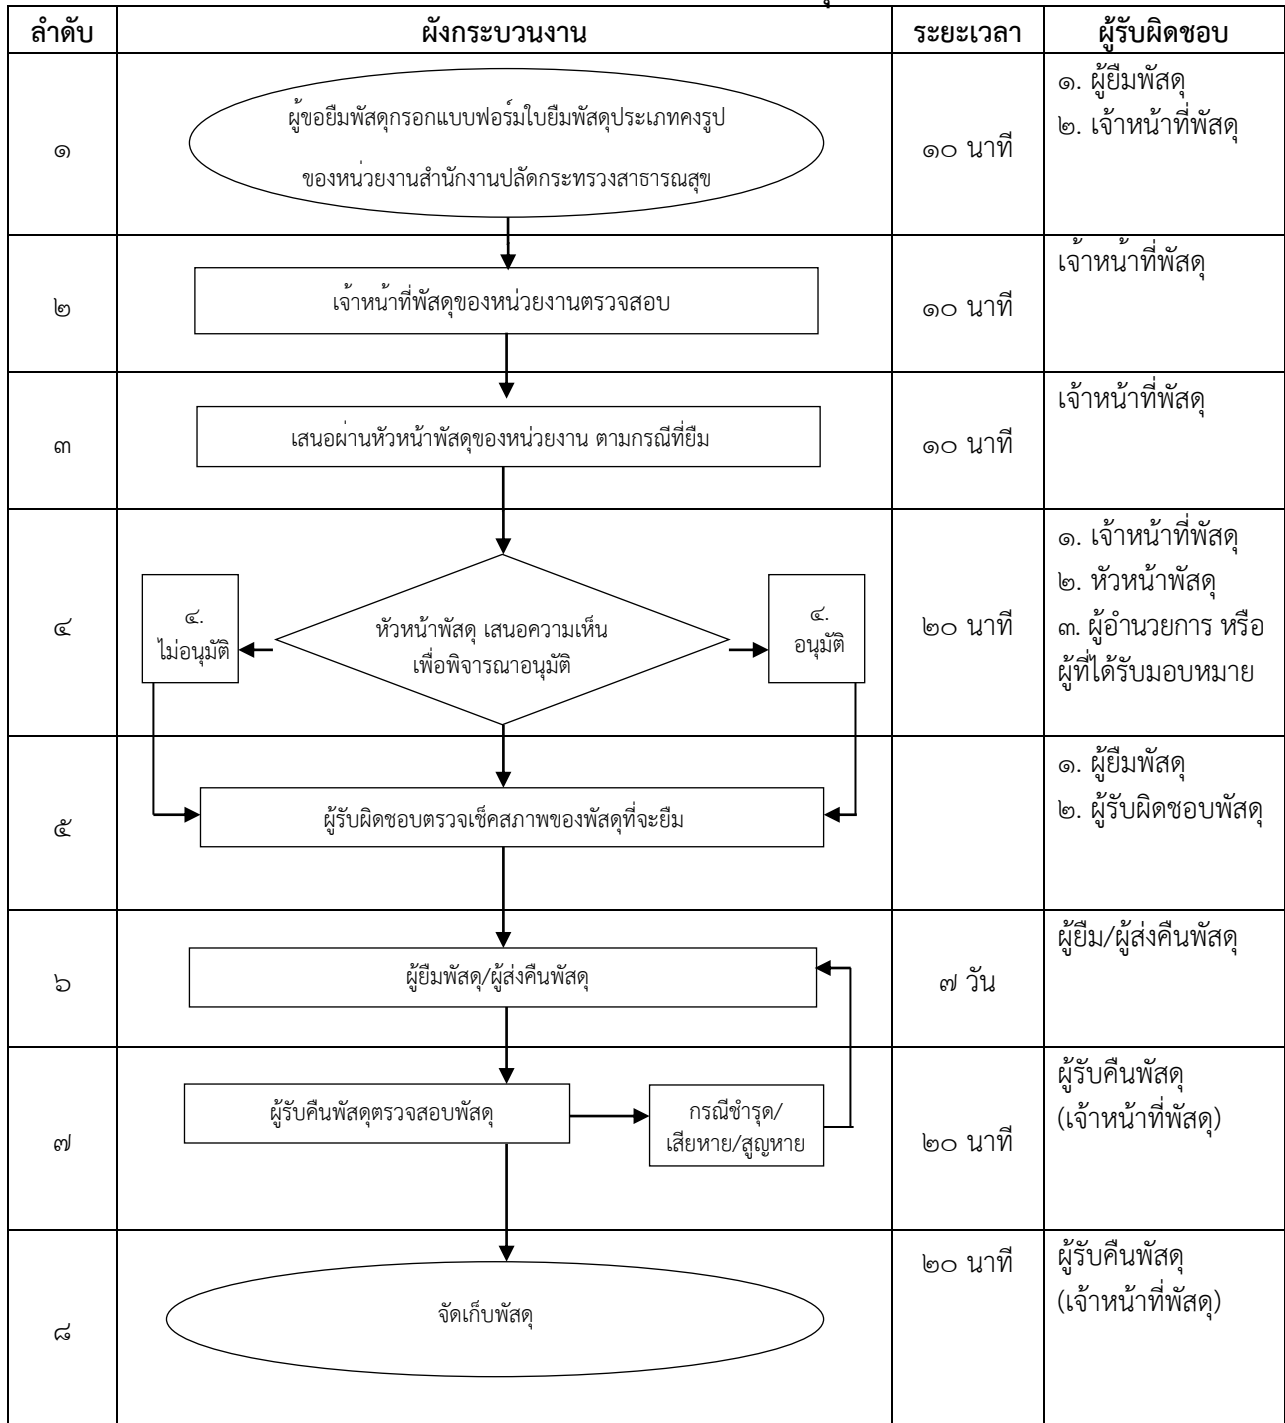 ลำดับ ผังกระบวนงาน ระยะเวลา ผู้รับผิดชอบ
๑
ผู้ขอยืมพัสดุกรอกแบบฟอร์มใบยืมพัสดุประเภทคงรูป
ของหน่วยงานสำนักงานปลัดกระทรวงสาธารณสุข
๑๐ นาที
๑. ผู้ยืมพัสดุ
๒. เจ้าหน้าที่พัสดุ
๒
เจ้าหน้าที่พัสดุของหน่วยงานตรวจสอบ
๑๐ นาที
เจ้าหน้าที่พัสดุ
๓
เสนอผ่านหัวหน้าพัสดุของหน่วยงาน ตามกรณีที่ยืม
๑๐ นาที
เจ้าหน้าที่พัสดุ
๔
๔.
ไม่อนุมัติ
หัวหน้าพัสดุ เสนอความเห็น
เพื่อพิจารณาอนุมัติ
๔.
อนุมัติ
๒๐ นาที
๑. เจ้าหน้าที่พัสดุ
๒. หัวหน้าพัสดุ
๓. ผู้อำนวยการ หรือ
ผู้ที่ได้รับมอบหมาย
๕
ผู้รับผิดชอบตรวจเช็คสภาพของพัสดุที่จะยืม
๑. ผู้ยืมพัสดุ
๒. ผู้รับผิดชอบพัสดุ
๖
ผู้ยืมพัสดุ/ผู้ส่งคืนพัสดุ
๗ วัน
ผู้ยืม/ผู้ส่งคืนพัสดุ
๗
ผู้รับคืนพัสดุตรวจสอบพัสดุ
กรณีชำรุด/
เสียหาย/สูญหาย
๒๐ นาที
ผู้รับคืนพัสดุ
(เจ้าหน้าที่พัสดุ)
๘
จัดเก็บพัสดุ
๒๐ นาที
ผู้รับคืนพัสดุ
(เจ้าหน้าที่พัสดุ)